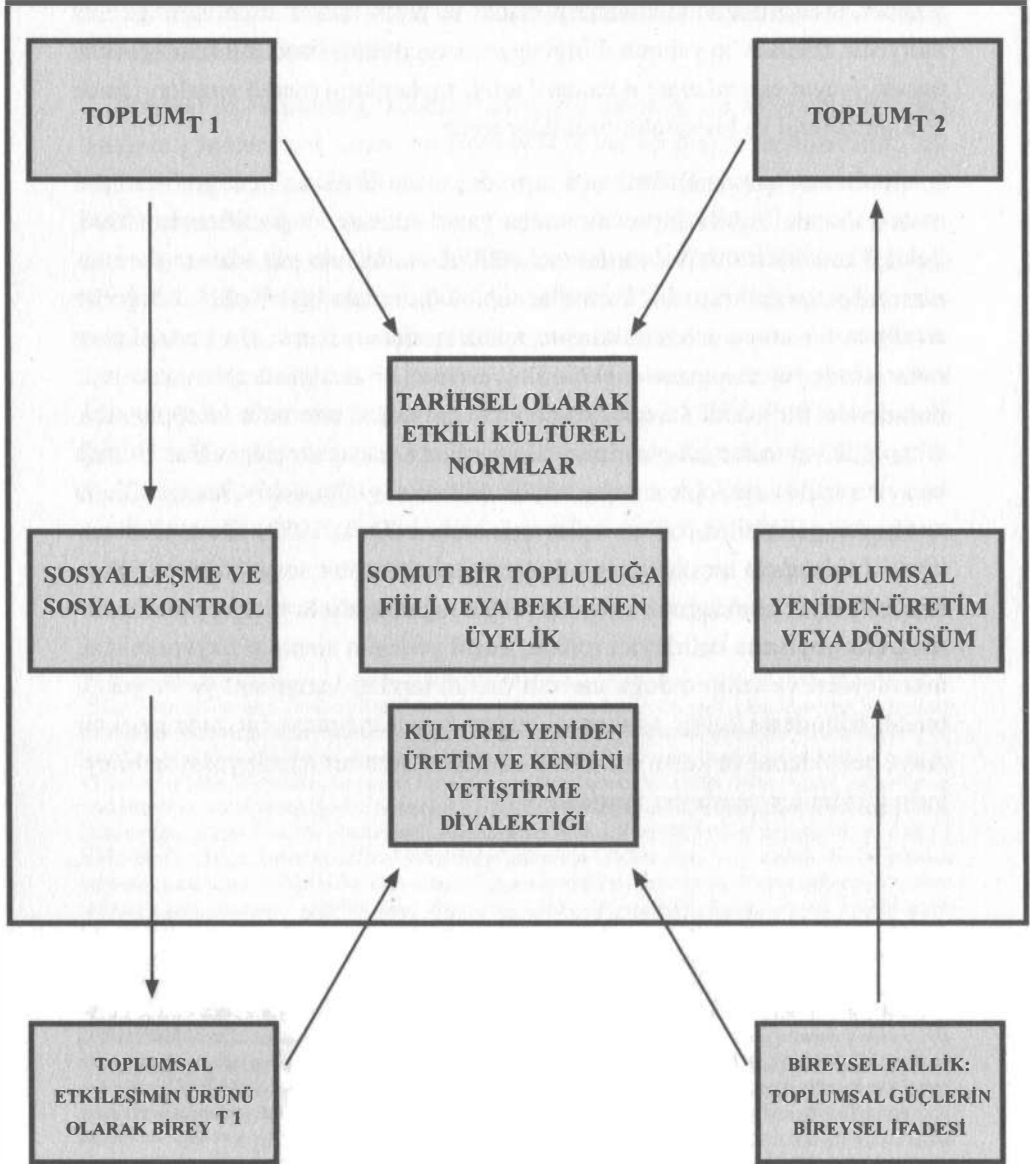 TOPLUM T 1
TOPLUM T 2
TARİHSEL OLARAK
ETKİLİ KÜLTÜREL
NORMLAR
SOSYALLEŞME VE
SOSYAL KONTROL
SOMUT BİR TOPLULUĞA
FİİLİ VEYA BEKLENEN
ÜYELİK
TOPLUMSAL
YENİDEN-ÜRETİM
VEYA DÖNÜŞÜM
KÜLTÜREL YENİDEN
ÜRETİM VE KENDİNİ
YETİŞTİRME
DİYALEKTİĞİ
TOPLUMSAL
ETKİLEŞİMİN ÜRÜNÜ
OLARAK BİREY T 1
BİREYSEL FAİLLİK:
TOPLUMSAL GÜÇLERİN
BİREYSEL İFADESİ